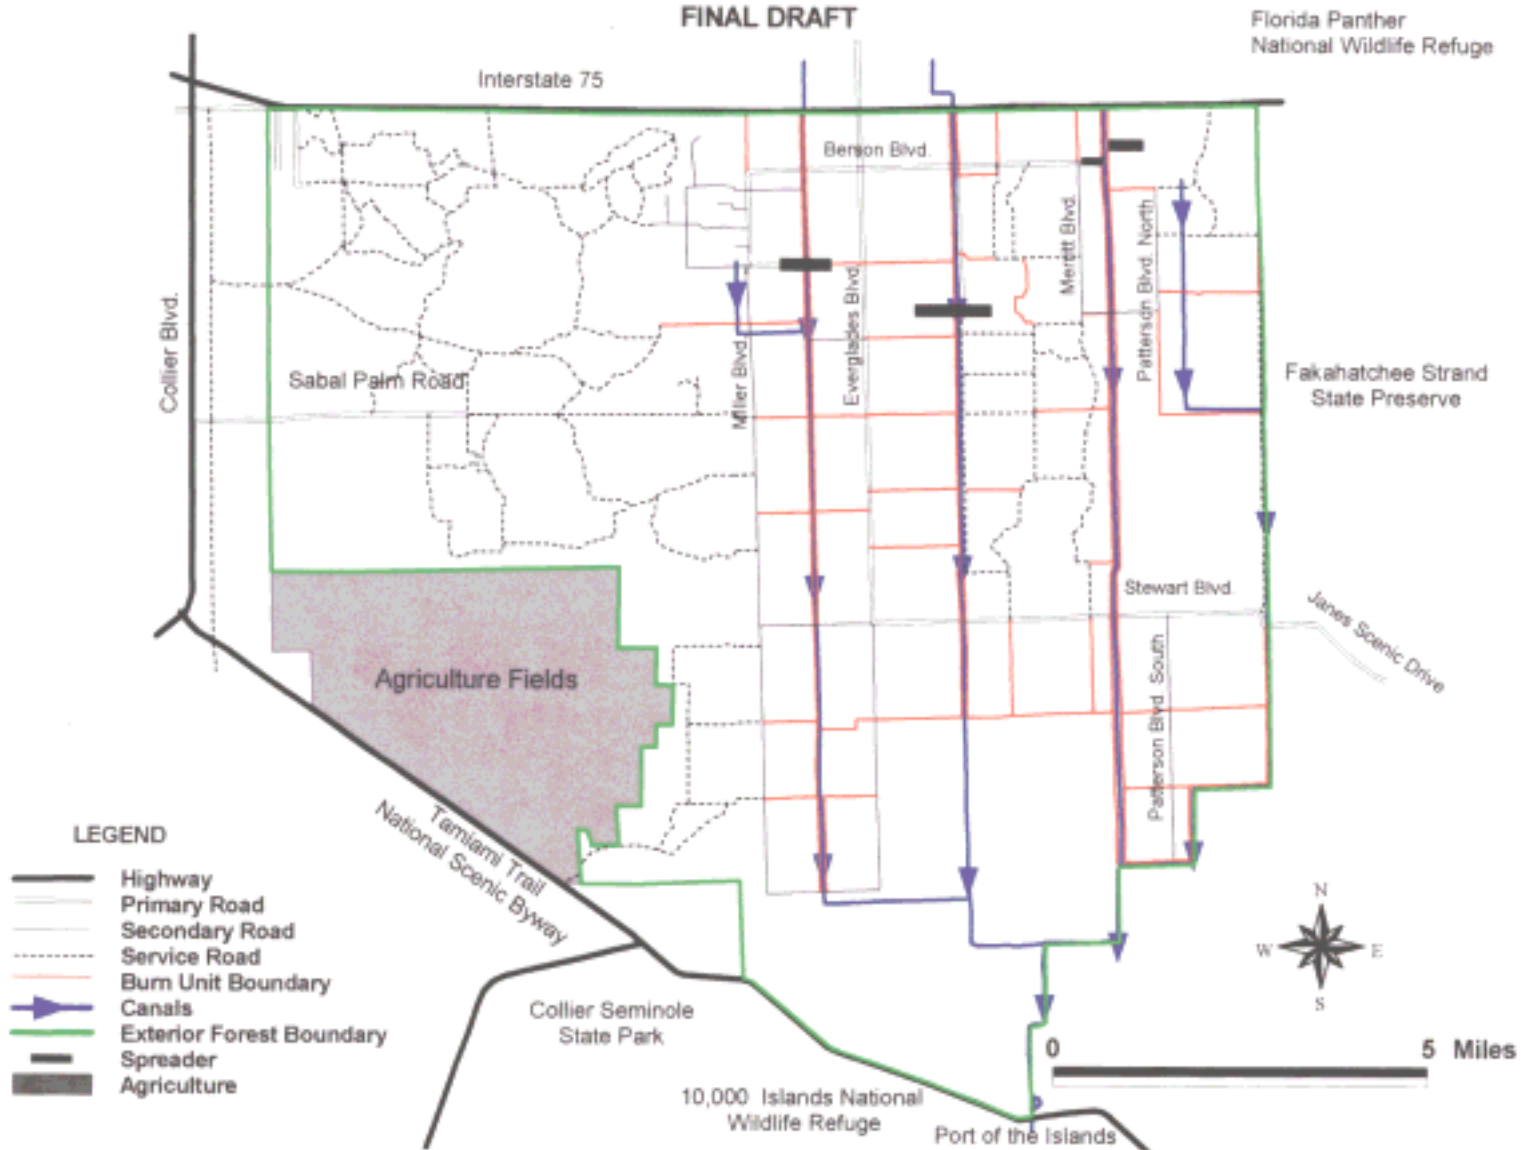 FINAL DRAFT
Florida Panther
National Wildlife Refuge
Interstate 75
Berson Blvd.
Collier Blvd.
Sabal Palm Road
Miller Blvd.
Everglades Blvd.
Merritt Blvd.
Patterson Blvd. North
Fakahatchee Strand
State Preserve
Stewart Blvd.
Janes Scenic Drive
Agriculture Fields
Patterson Blvd. South
Tamiami Trail
National Scenic Byway
LEGEND
Highway
Primary Road
Secondary Road
Service Road
Burn Unit Boundary
Canals
Exterior Forest Boundary
Spreader
Agriculture
N
W E
S
Collier Seminole
State Park
0 5 Miles
10,000 Islands National
Wildlife Refuge
Port of the Islands